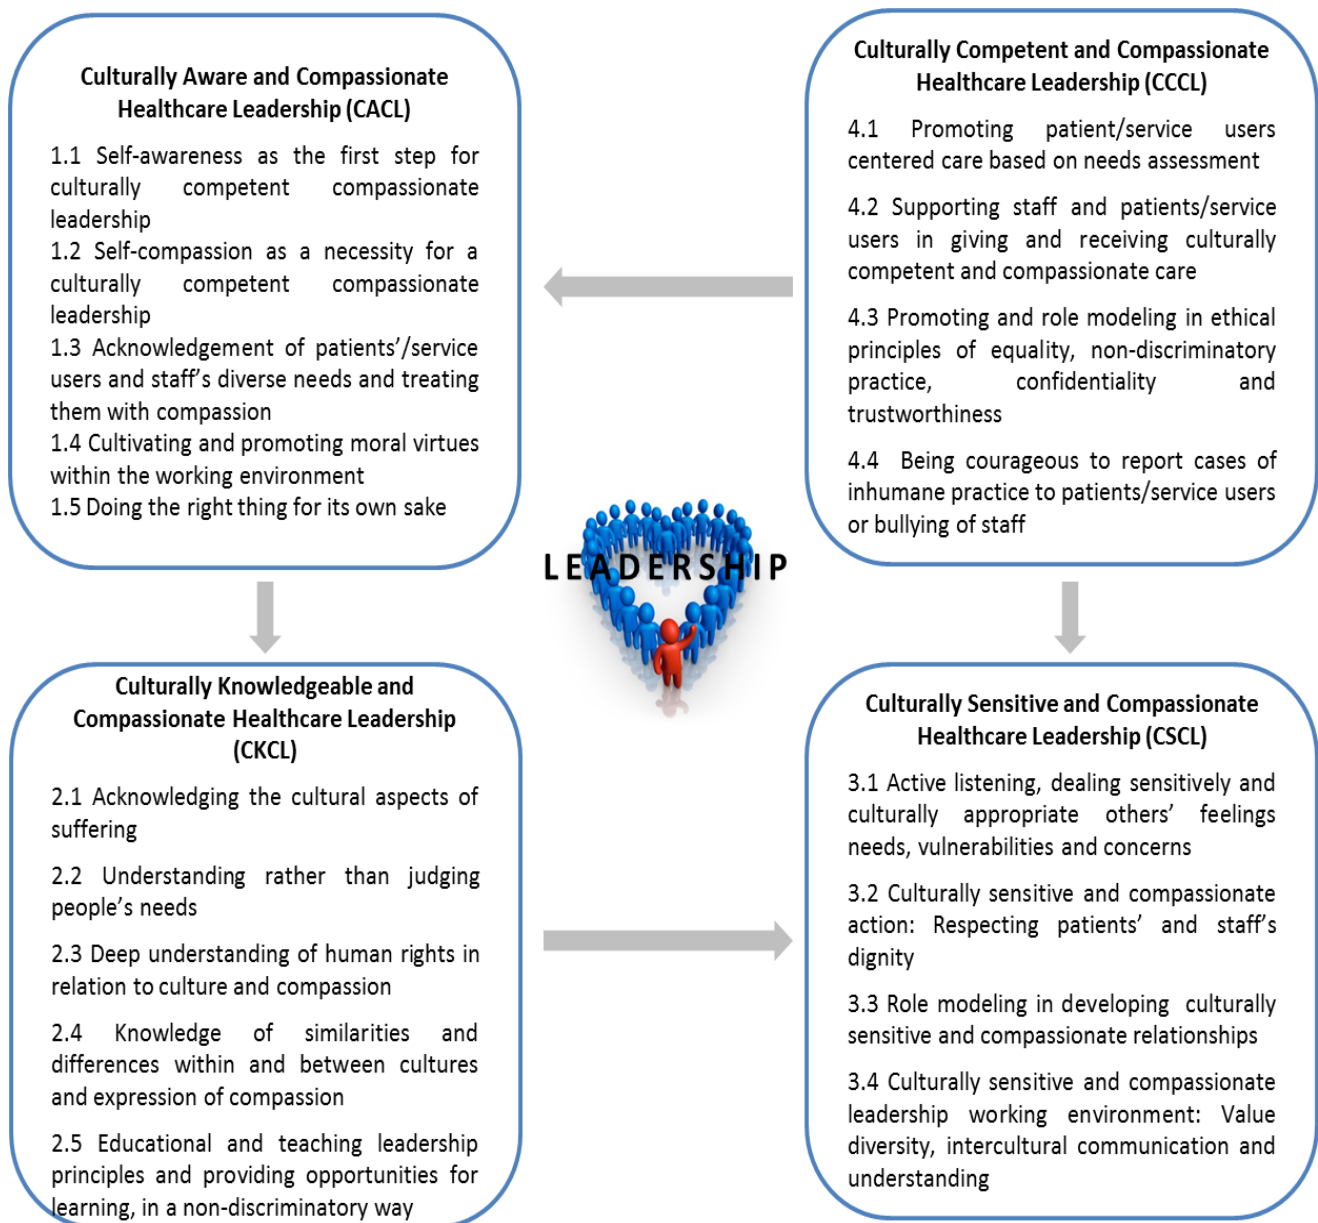 Culturally Aware and Compassionate
Healthcare Leadership (CACL)
1.1 Self-awareness as the first step for
culturally competent compassionate
leadership
1.2 Self-compassion as a necessity for a
culturally competent compassionate
leadership
1.3 Acknowledgement of patients’/service
users and staff’s diverse needs and treating
them with compassion
1.4 Cultivating and promoting moral virtues
within the working environment
1.5 Doing the right thing for its own sake
Culturally Competent and Compassionate
Healthcare Leadership (CCCL)
4.1 Promoting patient/service users
centered care based on needs assessment
4.2 Supporting staff and patients/service
users in giving and receiving culturally
competent and compassionate care
4.3 Promoting and role modeling in ethical
principles of equality, non-discriminatory
practice, confidentiality and
trustworthiness
4.4 Being courageous to report cases of
inhumane practice to patients/service users
or bullying of staff
LEADERSHIP
Culturally Knowledgeable and
Compassionate Healthcare Leadership
(CKCL)
2.1 Acknowledging the cultural aspects of
suffering
2.2 Understanding rather than judging
people’s needs
2.3 Deep understanding of human rights in
relation to culture and compassion
2.4 Knowledge of similarities and
differences within and between cultures
and expression of compassion
2.5 Educational and teaching leadership
principles and providing opportunities for
learning, in a non-discriminatory way
Culturally Sensitive and Compassionate
Healthcare Leadership (CSCL)
3.1 Active listening, dealing sensitively and
culturally appropriate others’ feelings
needs, vulnerabilities and concerns
3.2 Culturally sensitive and compassionate
action: Respecting patients’ and staff’s
dignity
3.3 Role modeling in developing culturally
sensitive and compassionate relationships
3.4 Culturally sensitive and compassionate
leadership working environment: Value
diversity, intercultural communication and
understanding